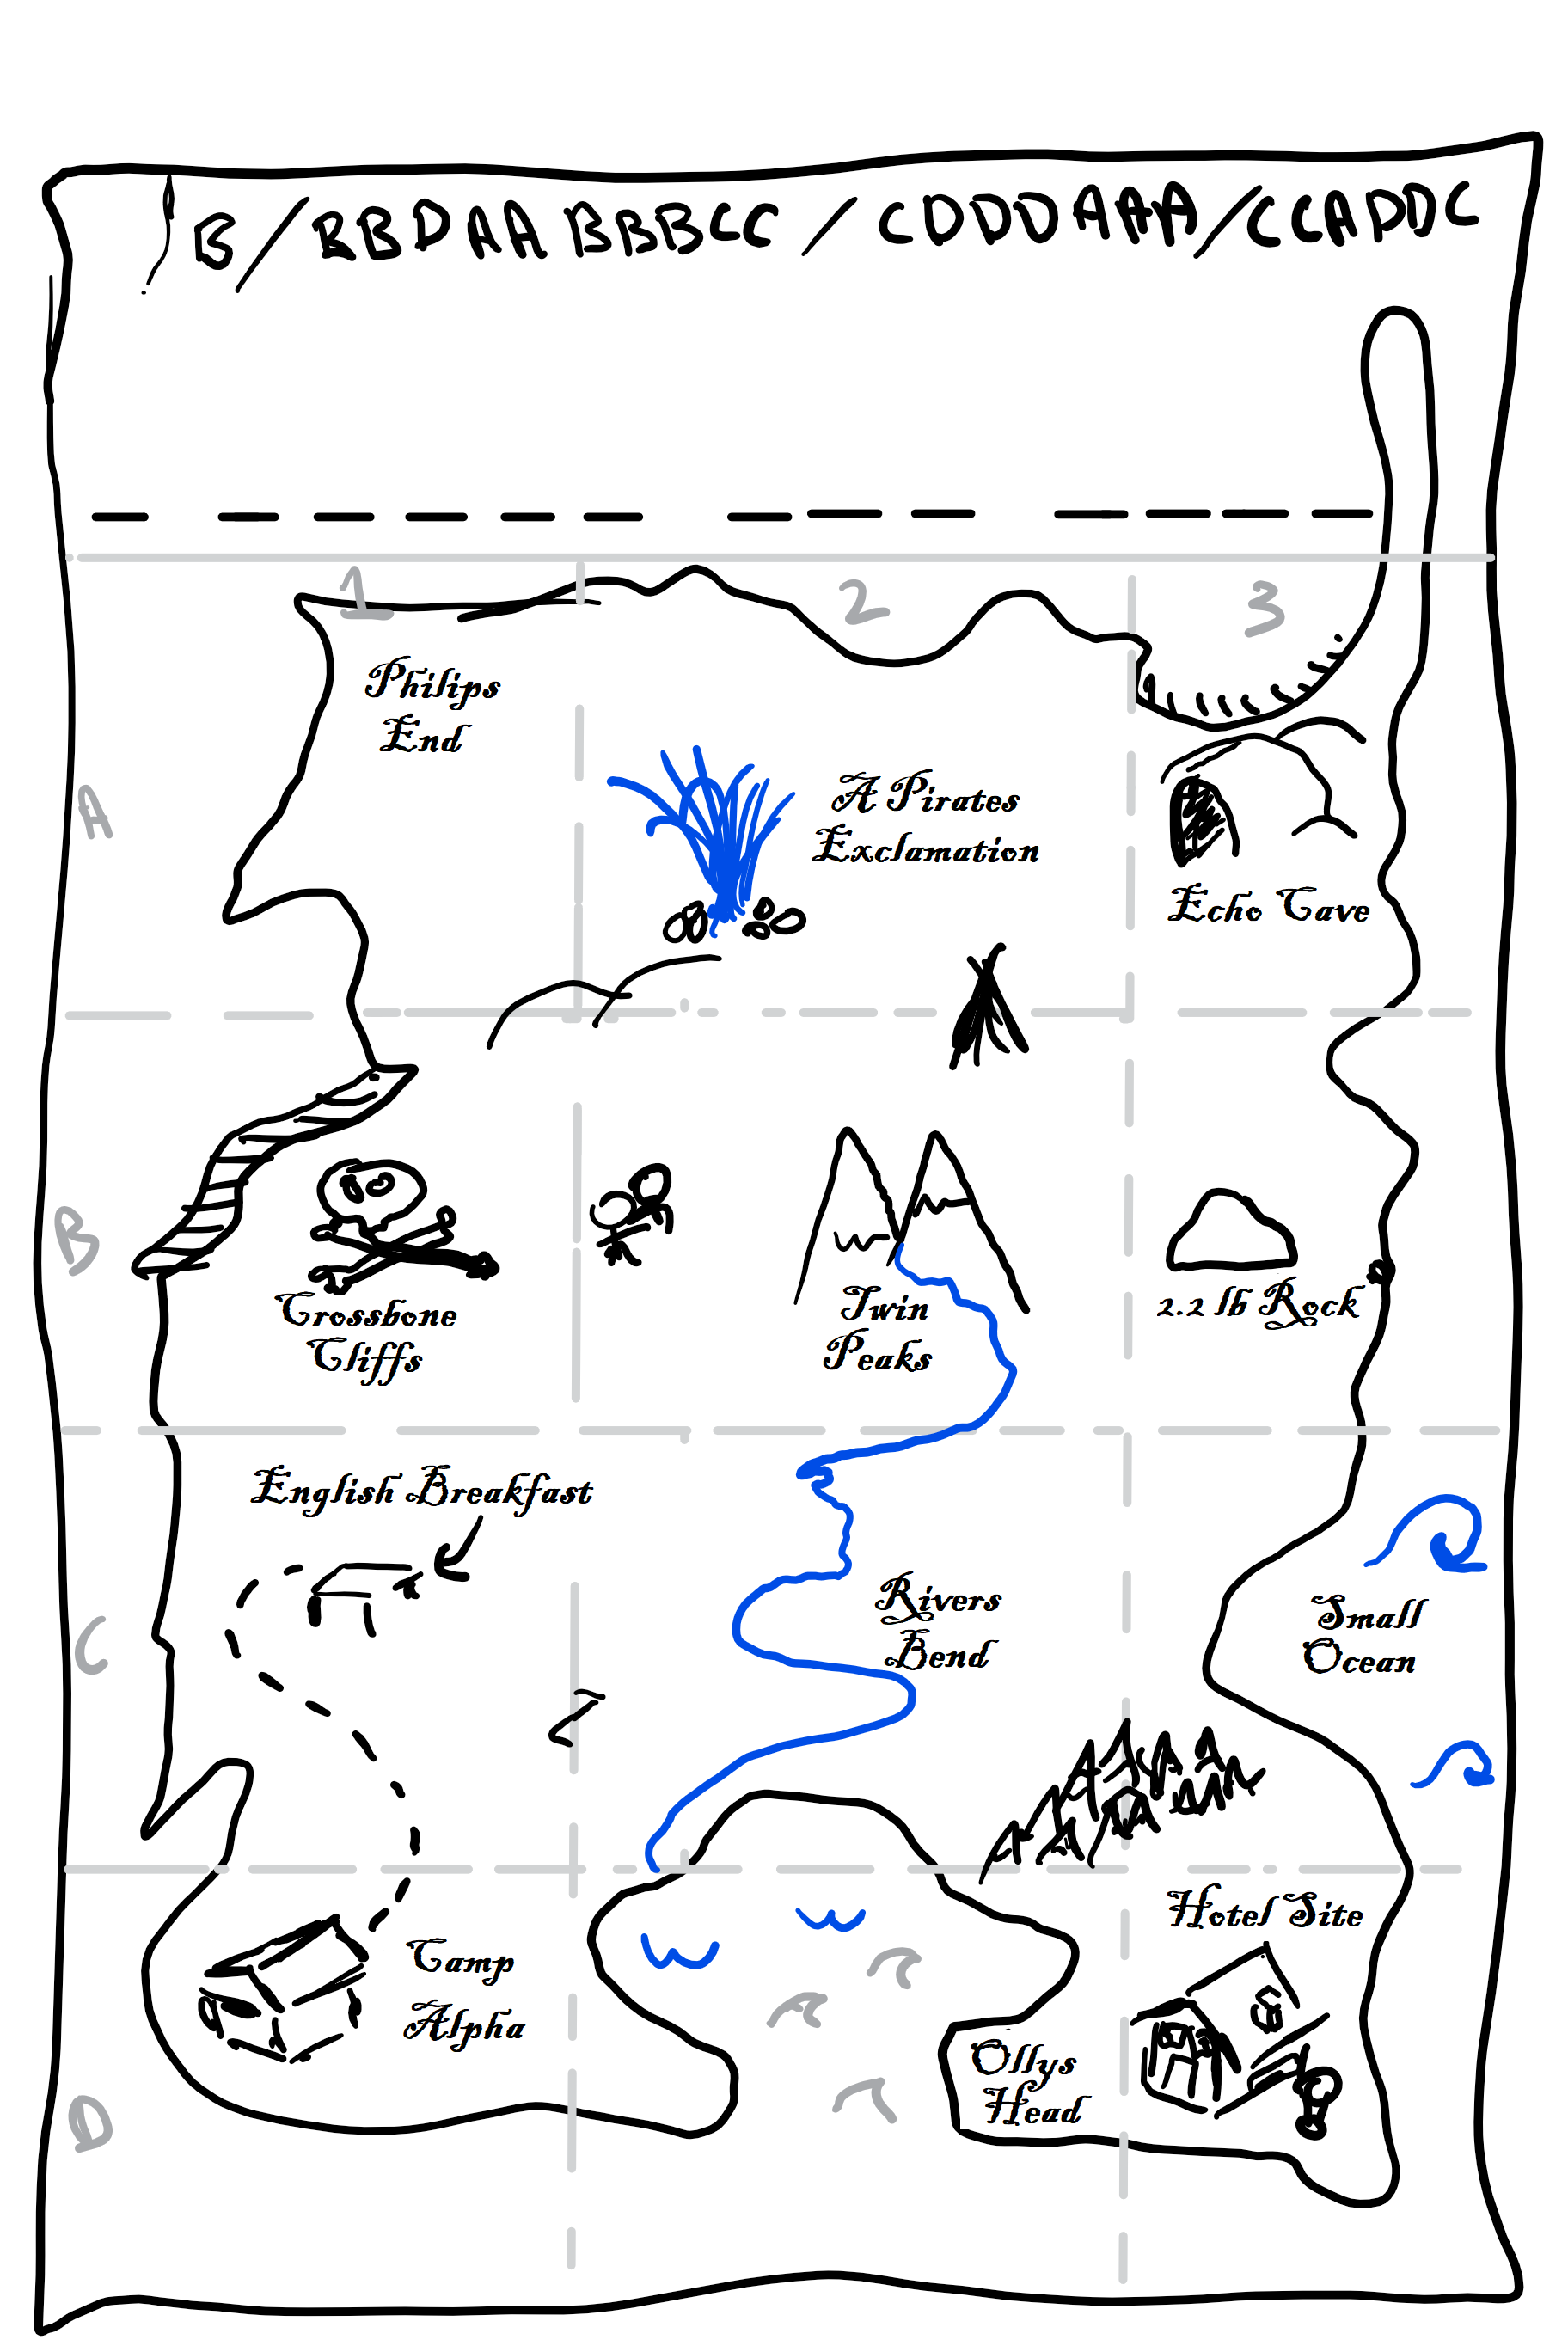 B/BBDAA BBBCC/CDDDAAA/CCADDC
1 2 3
Philips
End
A
A Pirates
Exclamation
Echo Cave
B
Crossbone
Cliffs
Twin
Peaks
2.2 lb Rock
English Breakfast
C
Rivers
Bend
Small
Ocean
Hotel Site
Camp
Alpha
D
Ollys
Head